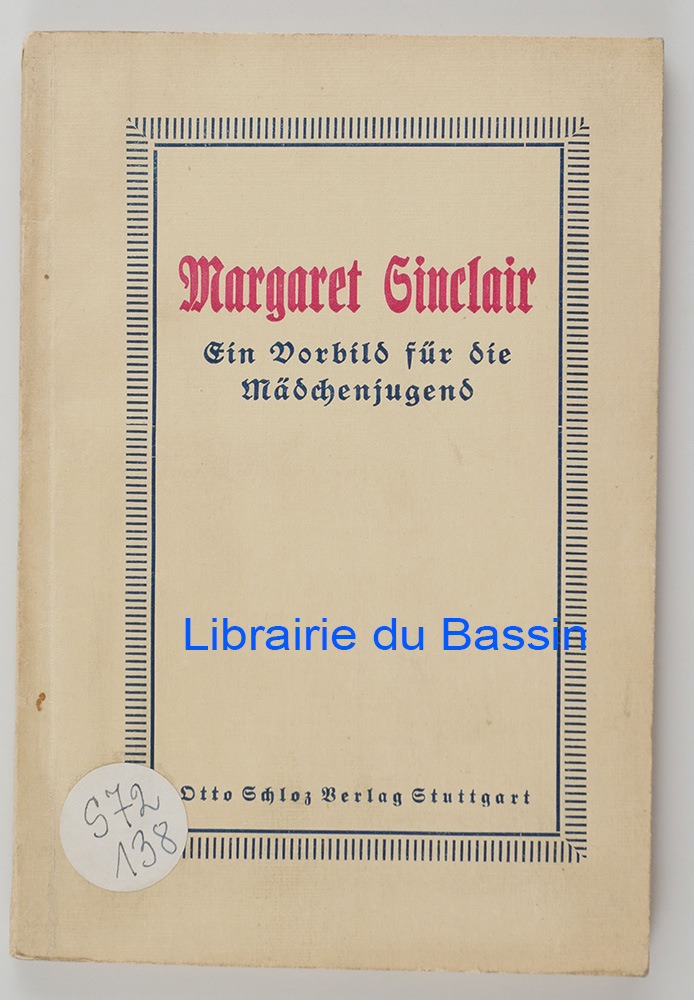 Margaret Sinclair
Ein Vorbild für die
Mädchenjugend
Librairie du Bassin
Otto Schloz Verlag Stuttgart
S72
138